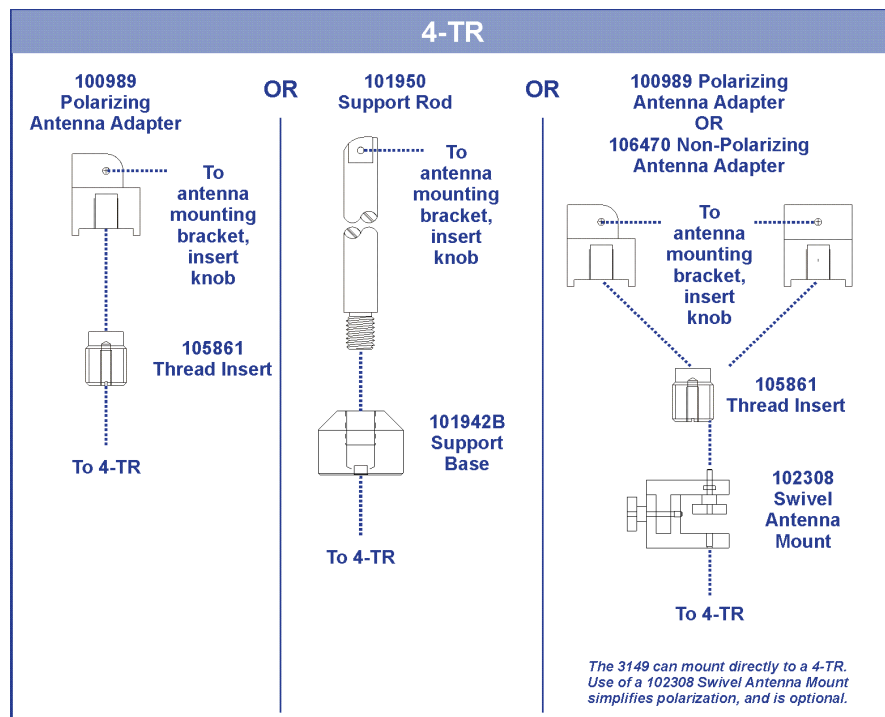 4-TR
100989
Polarizing
Antenna Adapter
To
antenna
mounting
bracket,
insert
knob
105861
Thread Insert
To 4-TR
OR
101950
Support Rod
To
antenna
mounting
bracket,
insert
knob
101942B
Support
Base
To 4-TR
OR
100989 Polarizing
Antenna Adapter
OR
106470 Non-Polarizing
Antenna Adapter
To
antenna
mounting
bracket,
insert
knob
105861
Thread Insert
102308
Swivel
Antenna
Mount
To 4-TR
The 3149 can mount directly to a 4-TR.
Use of a 102308 Swivel Antenna Mount
simplifies polarization, and is optional.